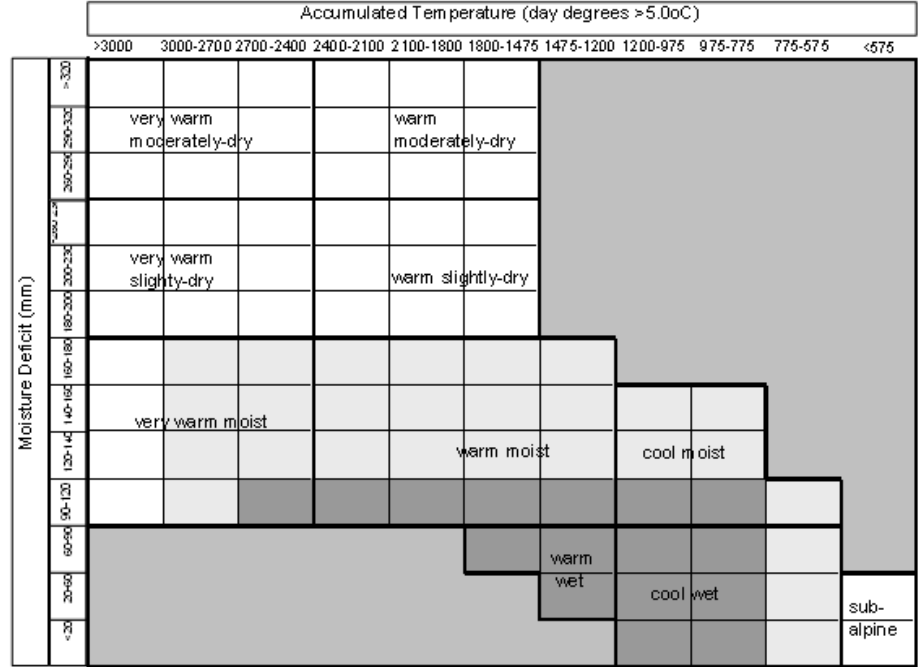 Accumulated Temperature (day degrees >5.0oC)
>3000 3000-2700 2700-2400 2400-2100 2100-1800 1800-1475 1475-1200 1200-975 975-775 775-575 <575
Moisture Deficit (mm)
>320
290-320
260-290
200-230
180-200
160-180
140-160
120-140
90-120
60-90
20-60
<20
very warm
moderately-dry
warm
moderately-dry
very warm
slighty-dry
warm slightly-dry
very warm moist
warm moist
cool moist
warm
wet
cool wet
sub-
alpine